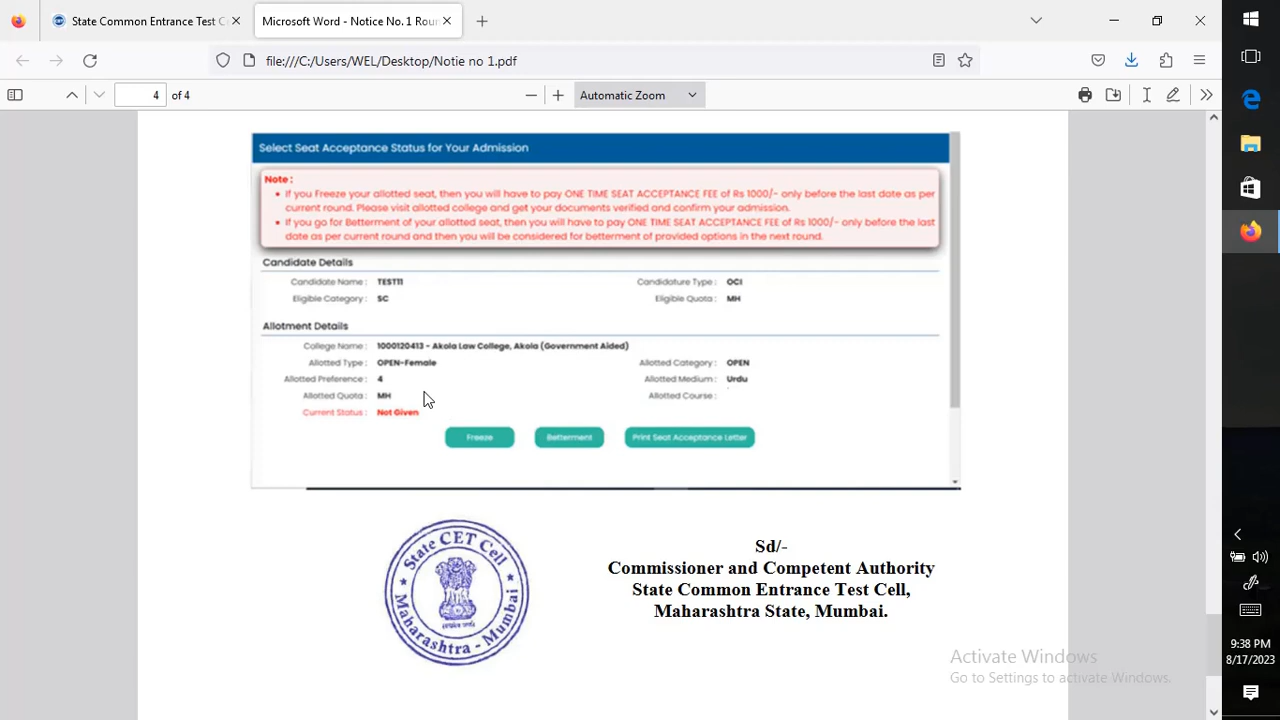 State Common Entrance Test C
Microsoft Word - Notice No. 1 Roun
file:///C:/Users/WEL/Desktop/Notie no 1.pdf
4 of 4
Automatic Zoom
Select Seat Acceptance Status for Your Admission
Note :
If you Freeze your allotted seat, then you will have to pay ONE TIME SEAT ACCEPTANCE FEE of Rs 1000/- only before the last date as per
current round. Please visit allotted college and get your documents verified and confirm your admission.
If you go for Betterment of your allotted seat, then you will have to pay ONE TIME SEAT ACCEPTANCE FEE of Rs 1000/- only before the last
date as per current round and then you will be considered for betterment of provided options in the next round.
Candidate Details
Candidate Name : TEST11 Candidature Type : OCI
Eligible Category : SC Eligible Quota : MH
Allotment Details
College Name : 1000120413 - Akola Law College, Akola (Government Aided)
Allotted Type : OPEN-Female Allotted Category : OPEN
Allotted Preference : 4 Allotted Medium : Urdu
Allotted Quota : MH Allotted Course :
Current Status : Not Given
Freeze Betterment Print Seat Acceptance Letter
State CET Cell
Maharashtra - Mumbai.
Sd/-
Commissioner and Competent Authority
State Common Entrance Test Cell,
Maharashtra State, Mumbai.
Activate Windows
Go to Settings to activate Windows.
9:38 PM
8/17/2023